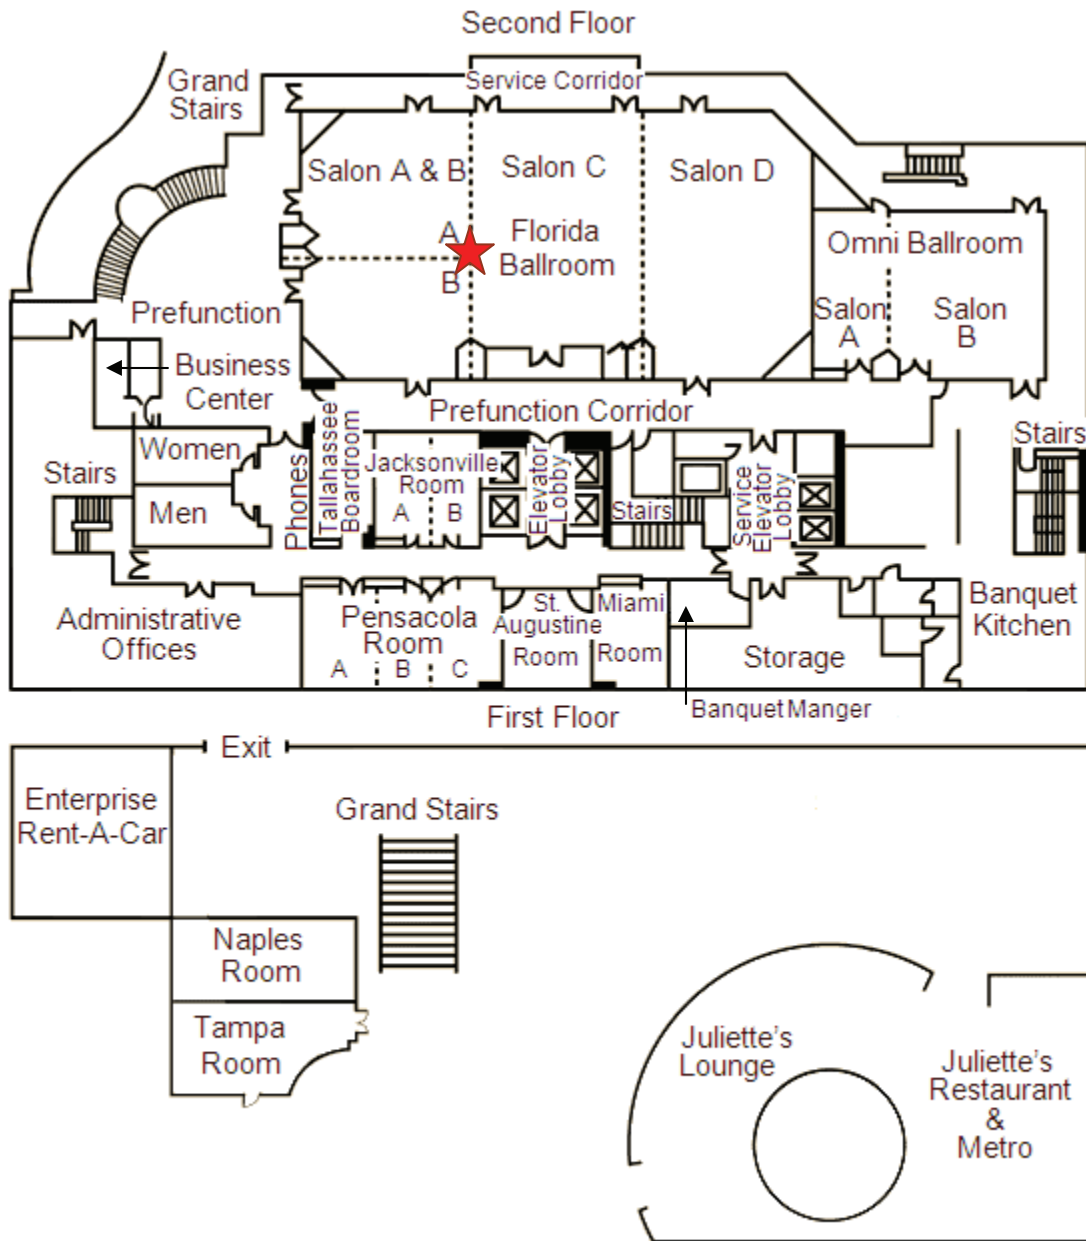 Second Floor
Grand
Stairs
Service Corridor
Salon A & B
Salon C
Salon D
A
B
Florida
Ballroom
Omni Ballroom
Salon
A
Salon
B
Prefunction
Business
Center
Prefunction Corridor
Women
Men
Stairs
Phones
Tallahassee
Boardroom
Jacksonville
Room
A
B
Elevator
Lobby
Stairs
Service
Elevator
Lobby
Stairs
Administrative
Offices
Pensacola
Room
A
B
C
St.
Augustine
Room
Miami
Room
Storage
Banquet
Kitchen
Banquet Manger
First Floor
Exit
Enterprise
Rent-A-Car
Grand Stairs
Naples
Room
Tampa
Room
Juliette's
Lounge
Juliette's
Restaurant
&
Metro